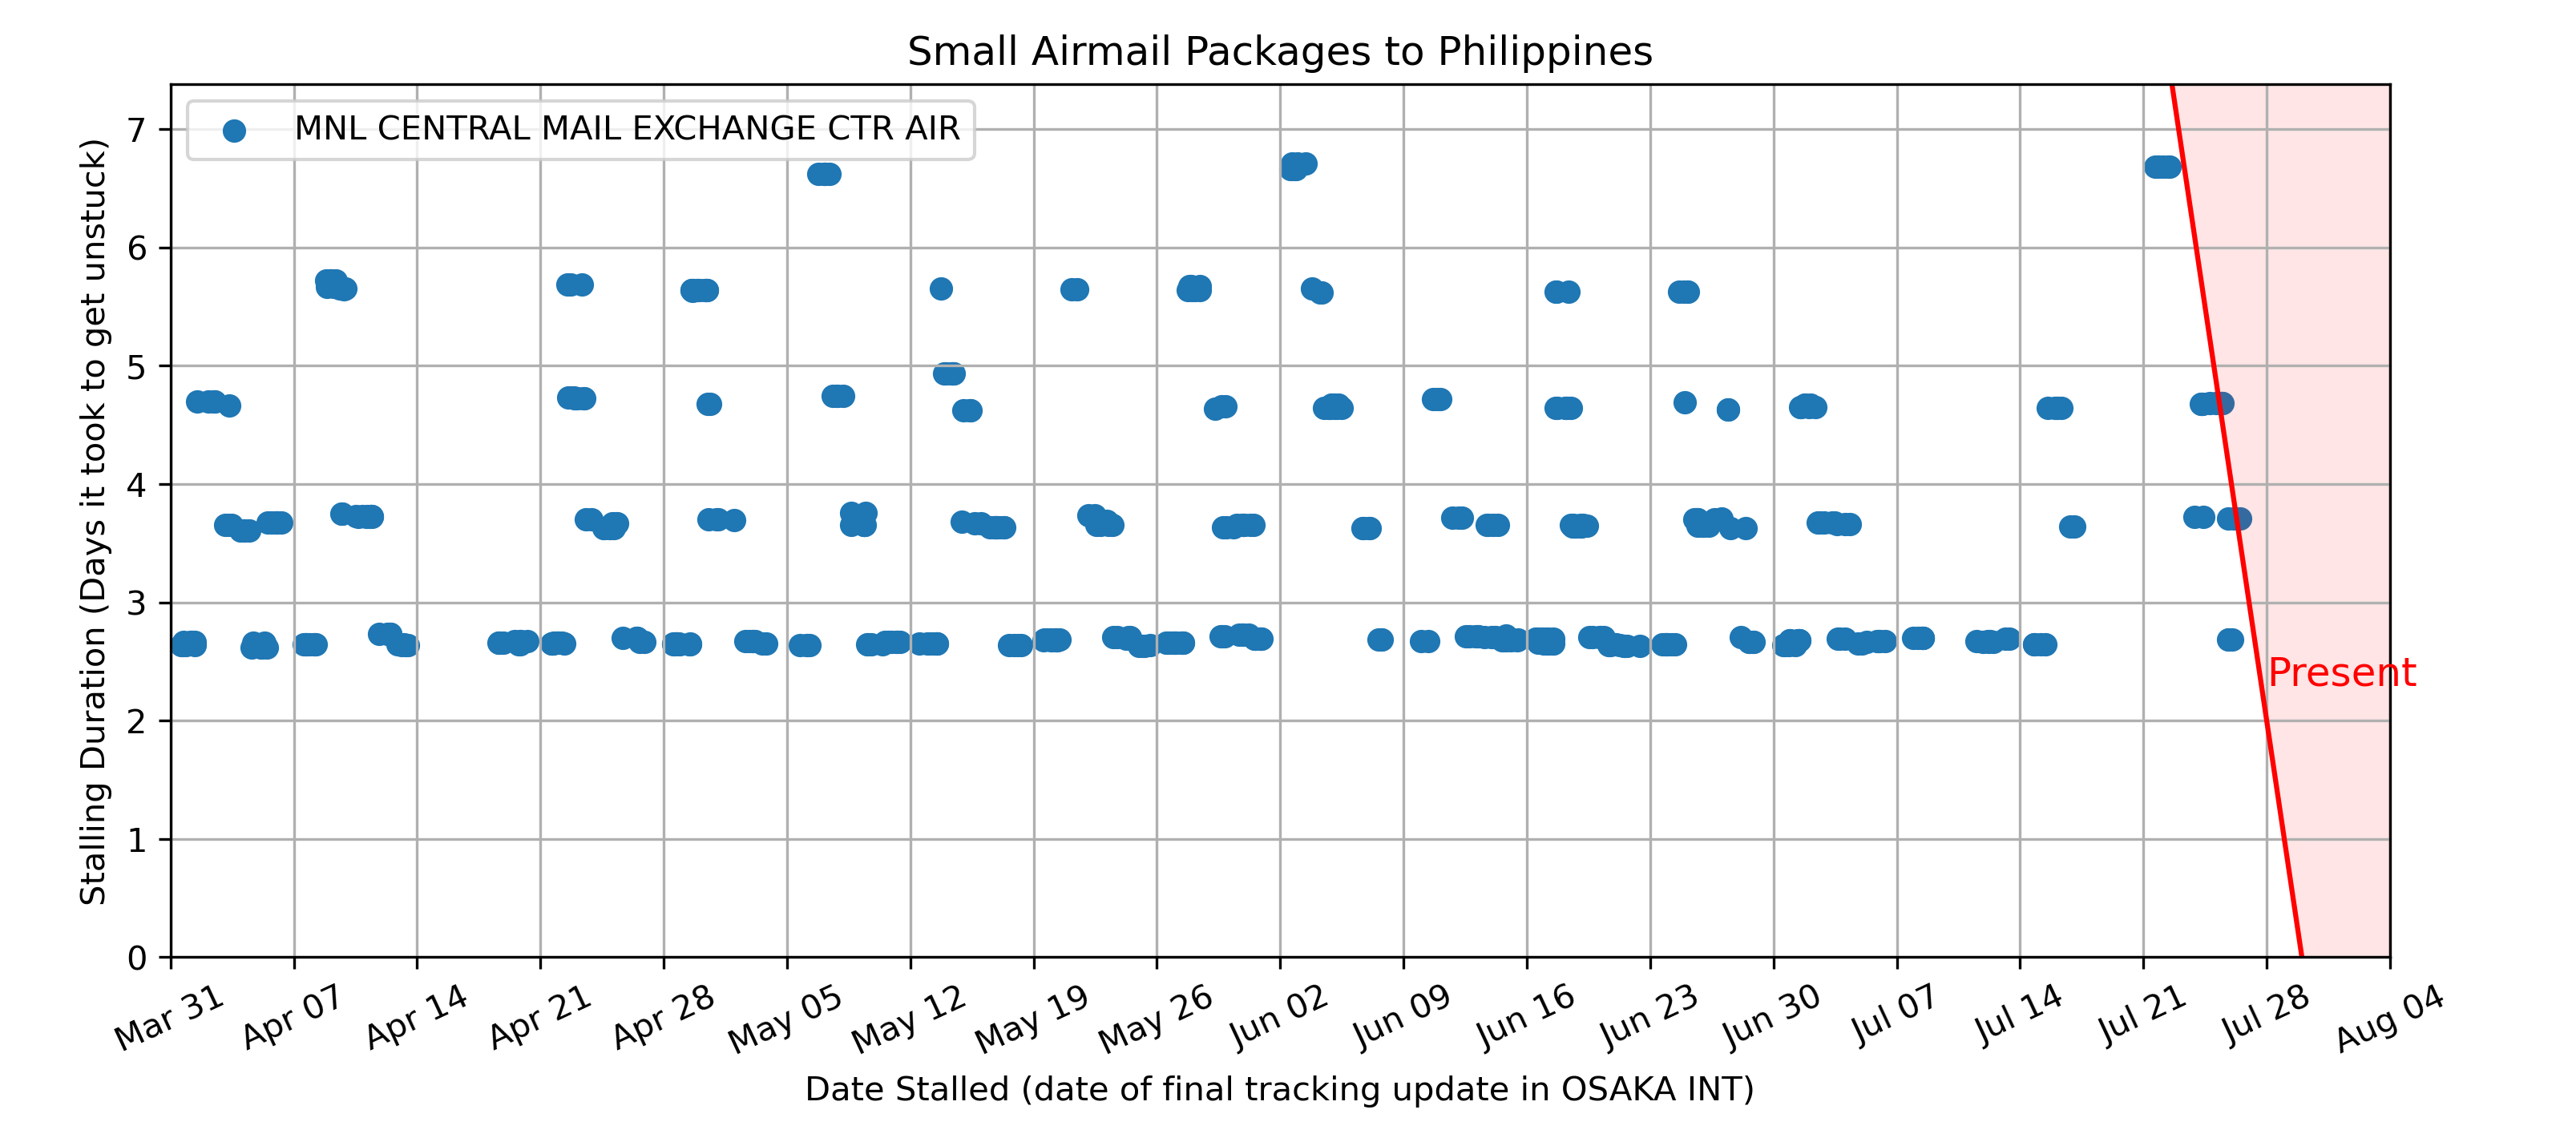 Small Airmail Packages to Philippines
MNL CENTRAL MAIL EXCHANGE CTR AIR
Stalling Duration (Days it took to get unstuck)
7
6
5
4
3
2
1
0
Present
Mar 31
Apr 07
Apr 14
Apr 21
Apr 28
May 05
May 12
May 19
May 26
Jun 02
Jun 09
Jun 16
Jun 23
Jun 30
Jul 07
Jul 14
Jul 21
Jul 28
Aug 04
Date Stalled (date of final tracking update in OSAKA INT)